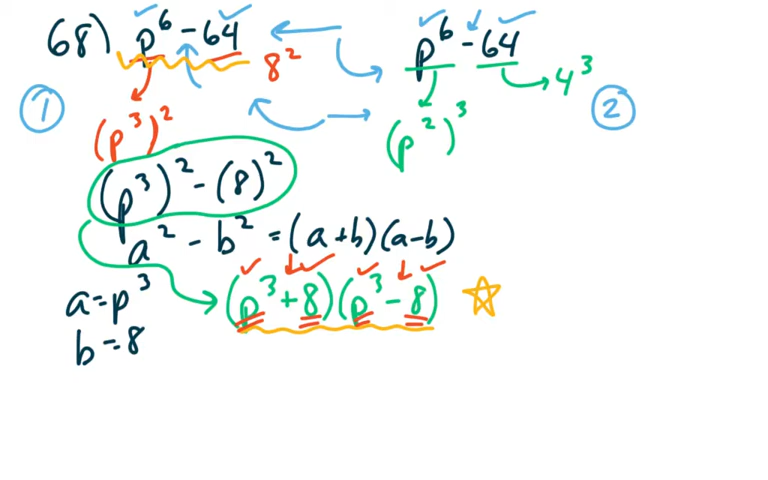 68) p⁶ - 64
8²
①
(p³)²
p⁶ - 64
4³
②
(p²)³
(p³)² - (8)²
a² - b² = (a+b)(a-b)
a = p³
b = 8
(p³ + 8)(p³ - 8)